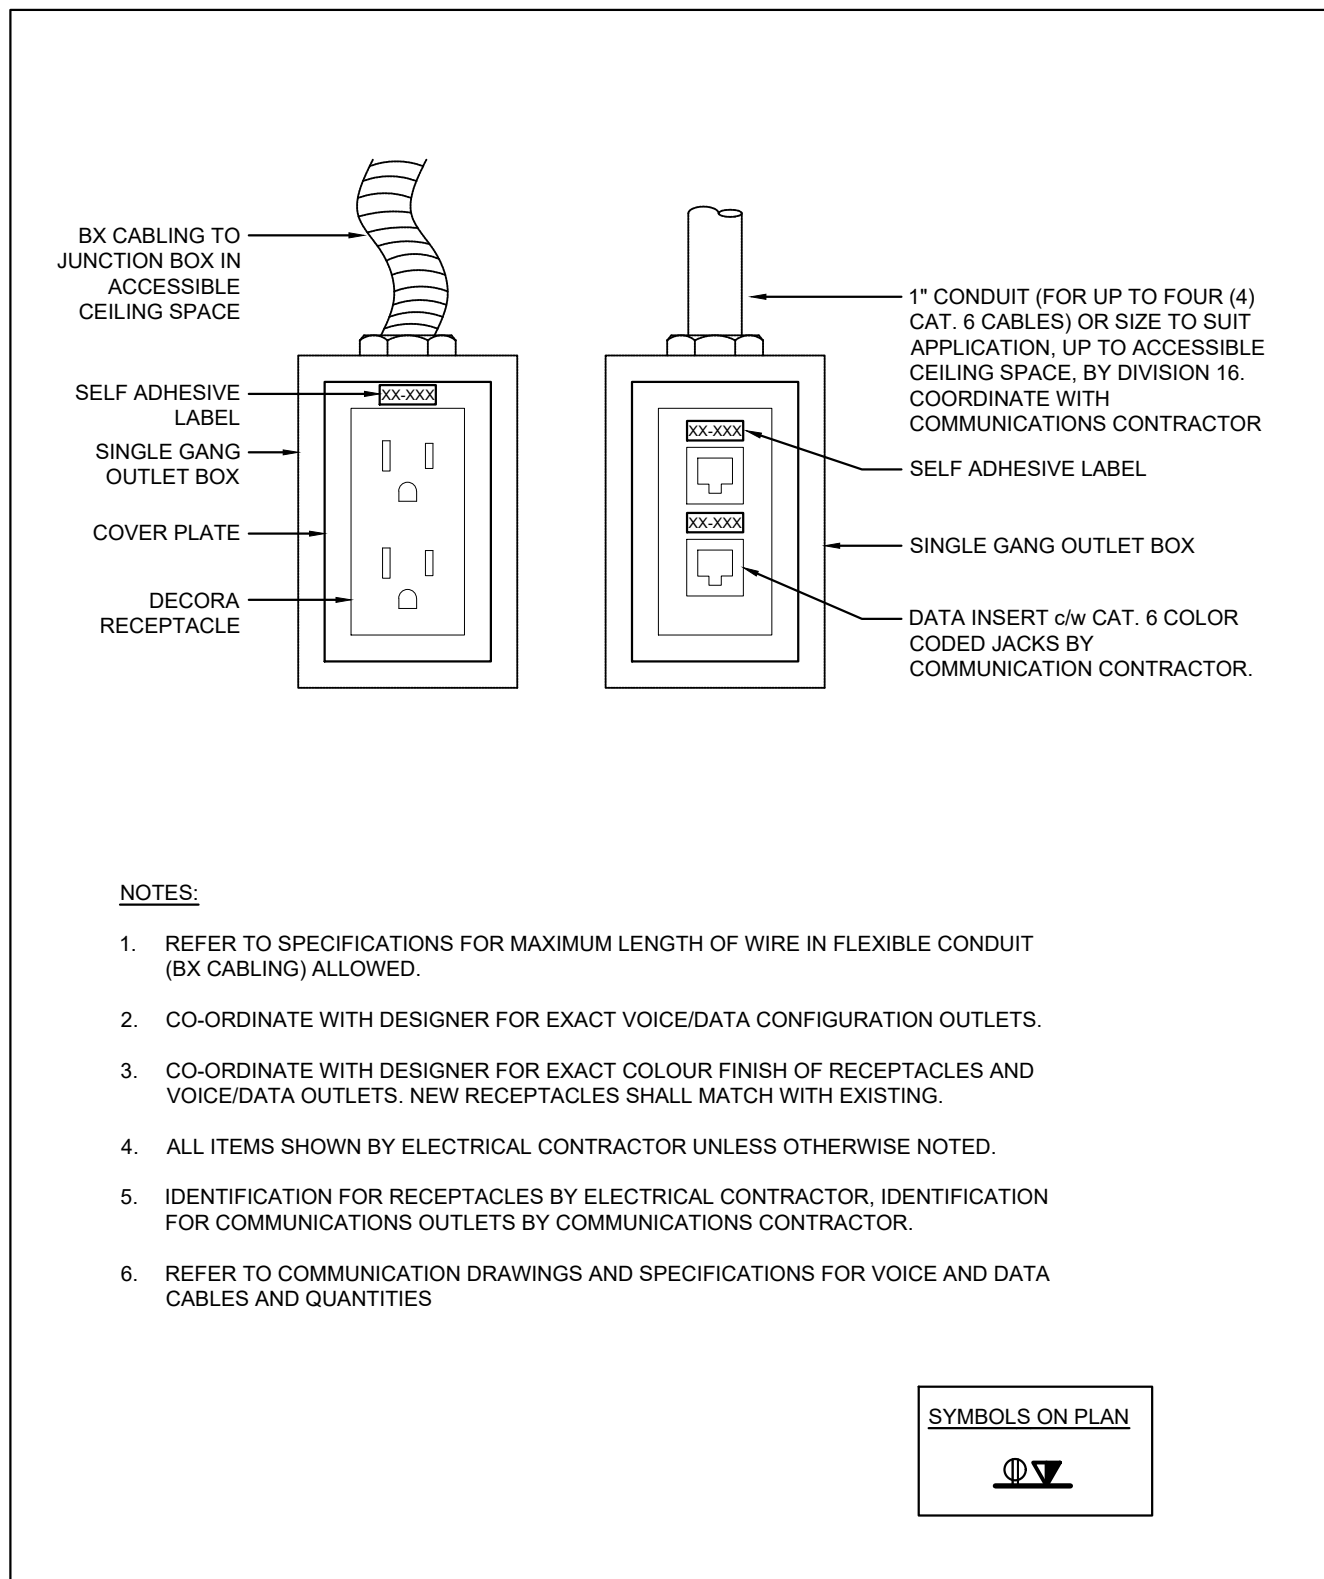 BX CABLING TO
JUNCTION BOX IN
ACCESSIBLE
CEILING SPACE
SELF ADHESIVE
LABEL
SINGLE GANG
OUTLET BOX
COVER PLATE
DECORA
RECEPTACLE
XX-XXX
XX-XXX
XX-XXX
1" CONDUIT (FOR UP TO FOUR (4)
CAT. 6 CABLES) OR SIZE TO SUIT
APPLICATION, UP TO ACCESSIBLE
CEILING SPACE, BY DIVISION 16.
COORDINATE WITH
COMMUNICATIONS CONTRACTOR
SELF ADHESIVE LABEL
SINGLE GANG OUTLET BOX
DATA INSERT c/w CAT. 6 COLOR
CODED JACKS BY
COMMUNICATION CONTRACTOR.
NOTES:
1. REFER TO SPECIFICATIONS FOR MAXIMUM LENGTH OF WIRE IN FLEXIBLE CONDUIT
(BX CABLING) ALLOWED.
2. CO-ORDINATE WITH DESIGNER FOR EXACT VOICE/DATA CONFIGURATION OUTLETS.
3. CO-ORDINATE WITH DESIGNER FOR EXACT COLOUR FINISH OF RECEPTACLES AND
VOICE/DATA OUTLETS. NEW RECEPTACLES SHALL MATCH WITH EXISTING.
4. ALL ITEMS SHOWN BY ELECTRICAL CONTRACTOR UNLESS OTHERWISE NOTED.
5. IDENTIFICATION FOR RECEPTACLES BY ELECTRICAL CONTRACTOR, IDENTIFICATION
FOR COMMUNICATIONS OUTLETS BY COMMUNICATIONS CONTRACTOR.
6. REFER TO COMMUNICATION DRAWINGS AND SPECIFICATIONS FOR VOICE AND DATA
CABLES AND QUANTITIES
SYMBOLS ON PLAN